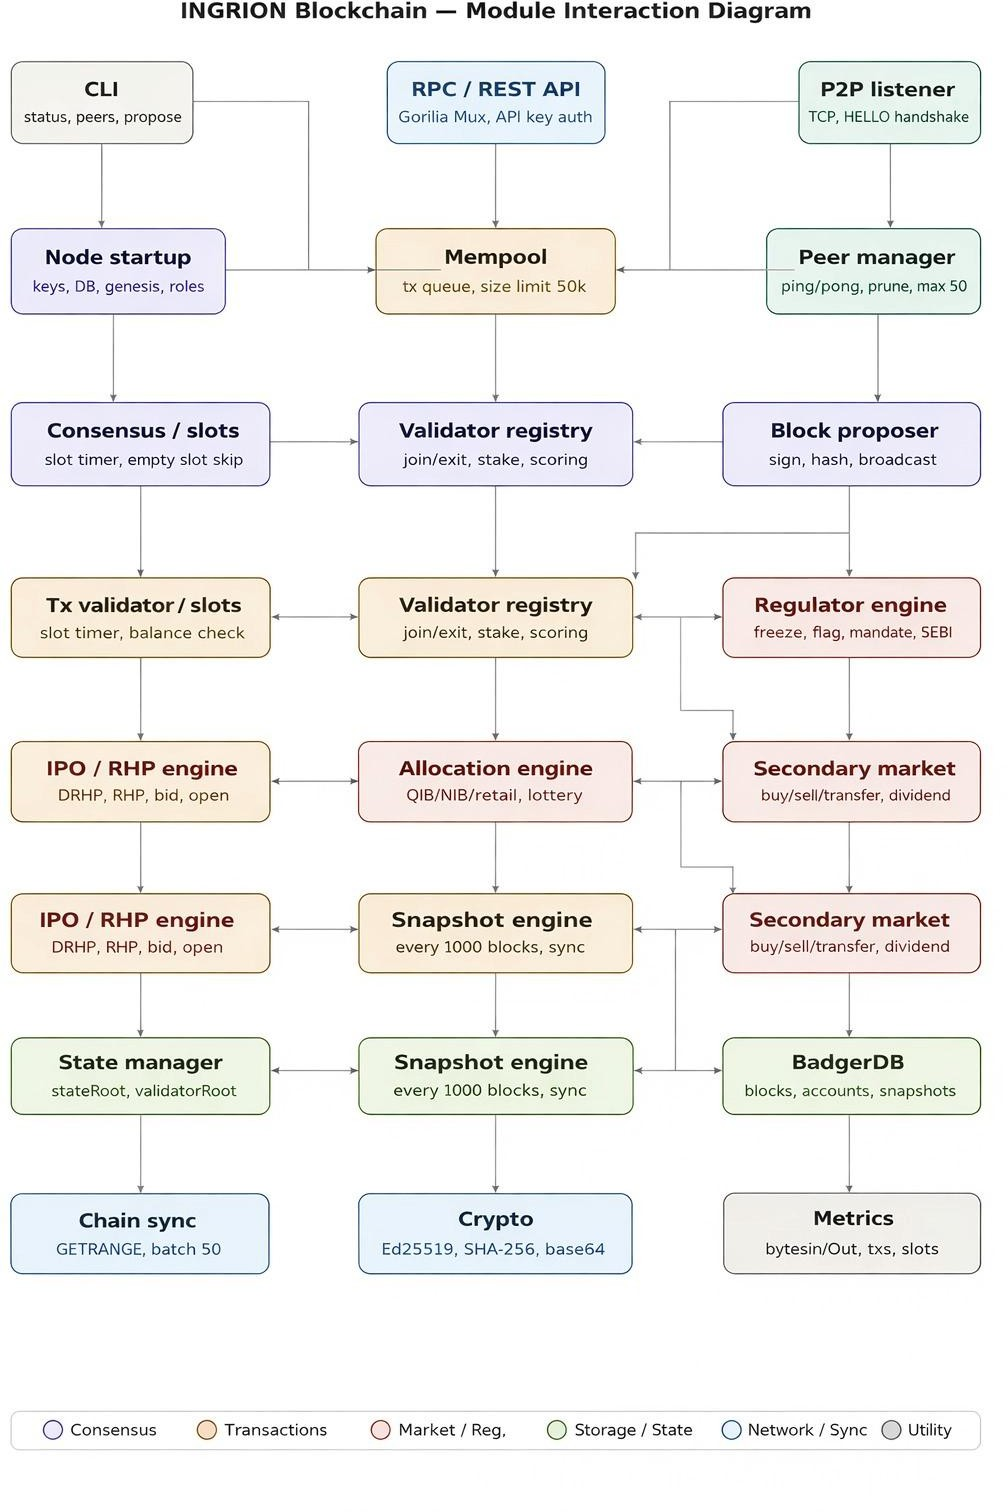 INGRION Blockchain — Module Interaction Diagram
CLI
status, peers, propose
RPC / REST API
Gorilia Mux, API key auth
P2P listener
TCP, HELLO handshake
Node startup
keys, DB, genesis, roles
Mempool
tx queue, size limit 50k
Peer manager
ping/pong, prune, max 50
Consensus / slots
slot timer, empty slot skip
Validator registry
join/exit, stake, scoring
Block proposer
sign, hash, broadcast
Tx validator / slots
slot timer, balance check
Validator registry
join/exit, stake, scoring
Regulator engine
freeze, flag, mandate, SEBI
IPO / RHP engine
DRHP, RHP, bid, open
Allocation engine
QIB/NIB/retail, lottery
Secondary market
buy/sell/transfer, dividend
IPO / RHP engine
DRHP, RHP, bid, open
Snapshot engine
every 1000 blocks, sync
Secondary market
buy/sell/transfer, dividend
State manager
stateRoot, validatorRoot
Snapshot engine
every 1000 blocks, sync
BadgerDB
blocks, accounts, snapshots
Chain sync
GETRANGE, batch 50
Crypto
Ed25519, SHA-256, base64
Metrics
bytesin/Out, txs, slots
Consensus
Transactions
Market / Reg,
Storage / State
Network / Sync
Utility